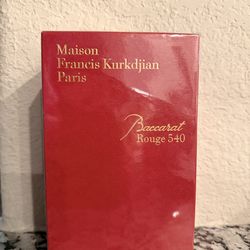 Maison
Francis Kurkdjian
Paris
Baccarat
Rouge 540